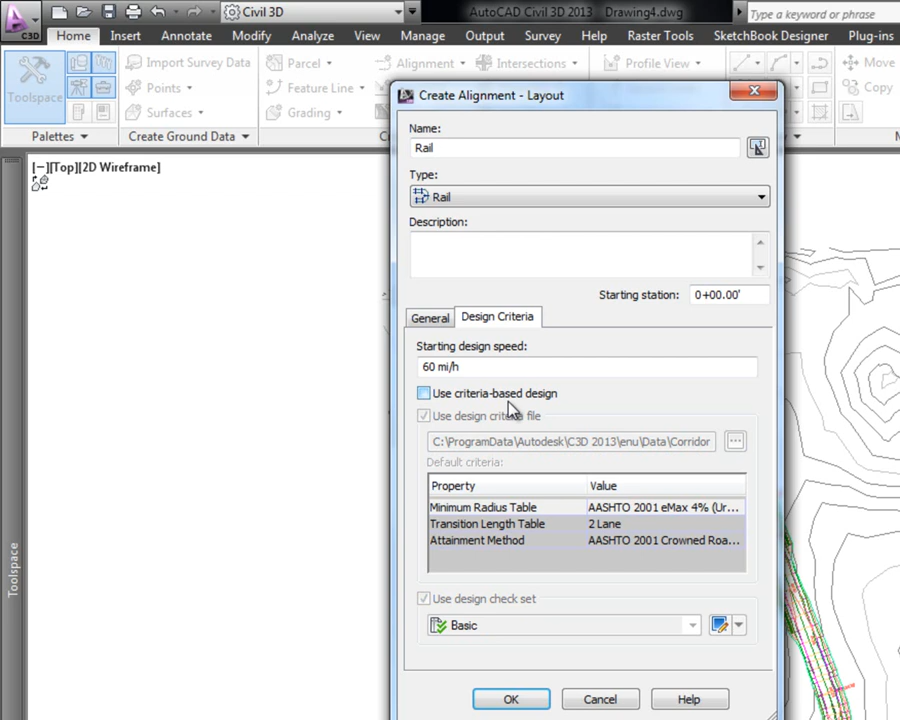 Civil 3D
AutoCAD Civil 3D 2013 Drawing4.dwg
Type a keyword or phrase
C3D
Home Insert Annotate Modify Analyze View Manage Output Survey Help Raster Tools SketchBook Designer Plug-ins
Toolspace
Import Survey Data
Points
Surfaces
Parcel
Feature Line
Grading
Alignment
Intersections
Profile View
Move
Copy
Palettes
Create Ground Data
[−][Top][2D Wireframe]
Toolspace
Create Alignment - Layout
Name:
Rail
Type:
Rail
Description:
Starting station: 0+00.00'
General Design Criteria
Starting design speed:
60 mi/h
Use criteria-based design
Use design criteria file
C:\ProgramData\Autodesk\C3D 2013\enu\Data\Corridor
Default criteria:
Property Value
Minimum Radius Table AASHTO 2001 eMax 4% (Ur...
Transition Length Table 2 Lane
Attainment Method AASHTO 2001 Crowned Roa...
Use design check set
Basic
OK Cancel Help